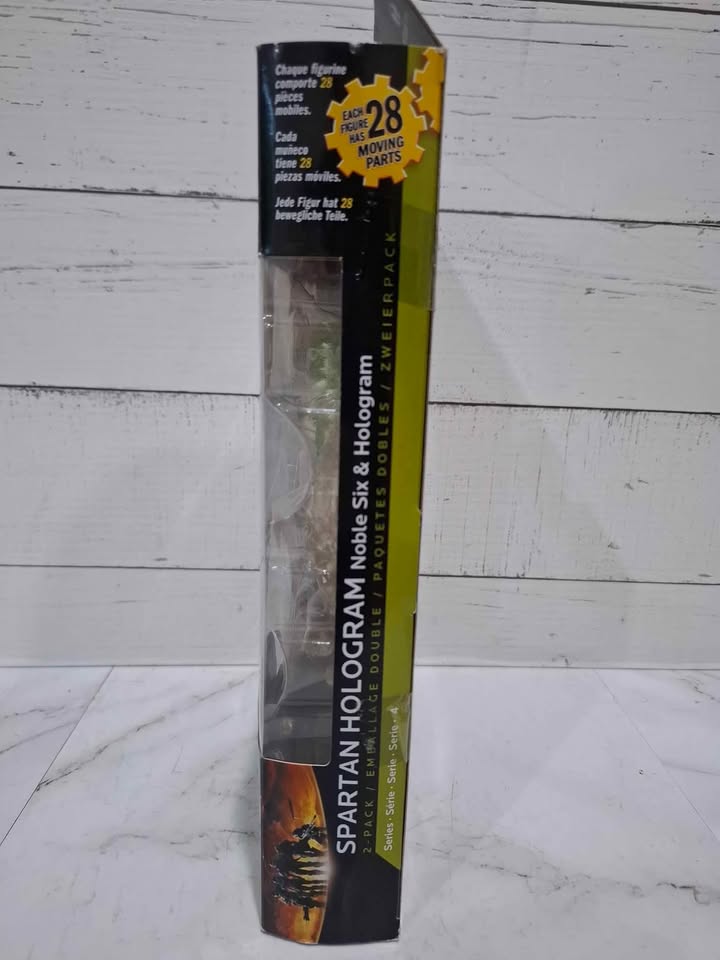 Chaque figurine
comporte 28
pièces
mobiles.
Cada
muñeco
tiene 28
piezas móviles.
Jede Figur hat 28
bewegliche Teile.
EACH
FIGURE
HAS 28
MOVING
PARTS
SPARTAN HOLOGRAM Noble Six & Hologram
2-PACK / EMBALLAGE DOUBLE / PAQUETES DOBLES / ZWEIERPACK
Series · Série · Serie · Serie · 4